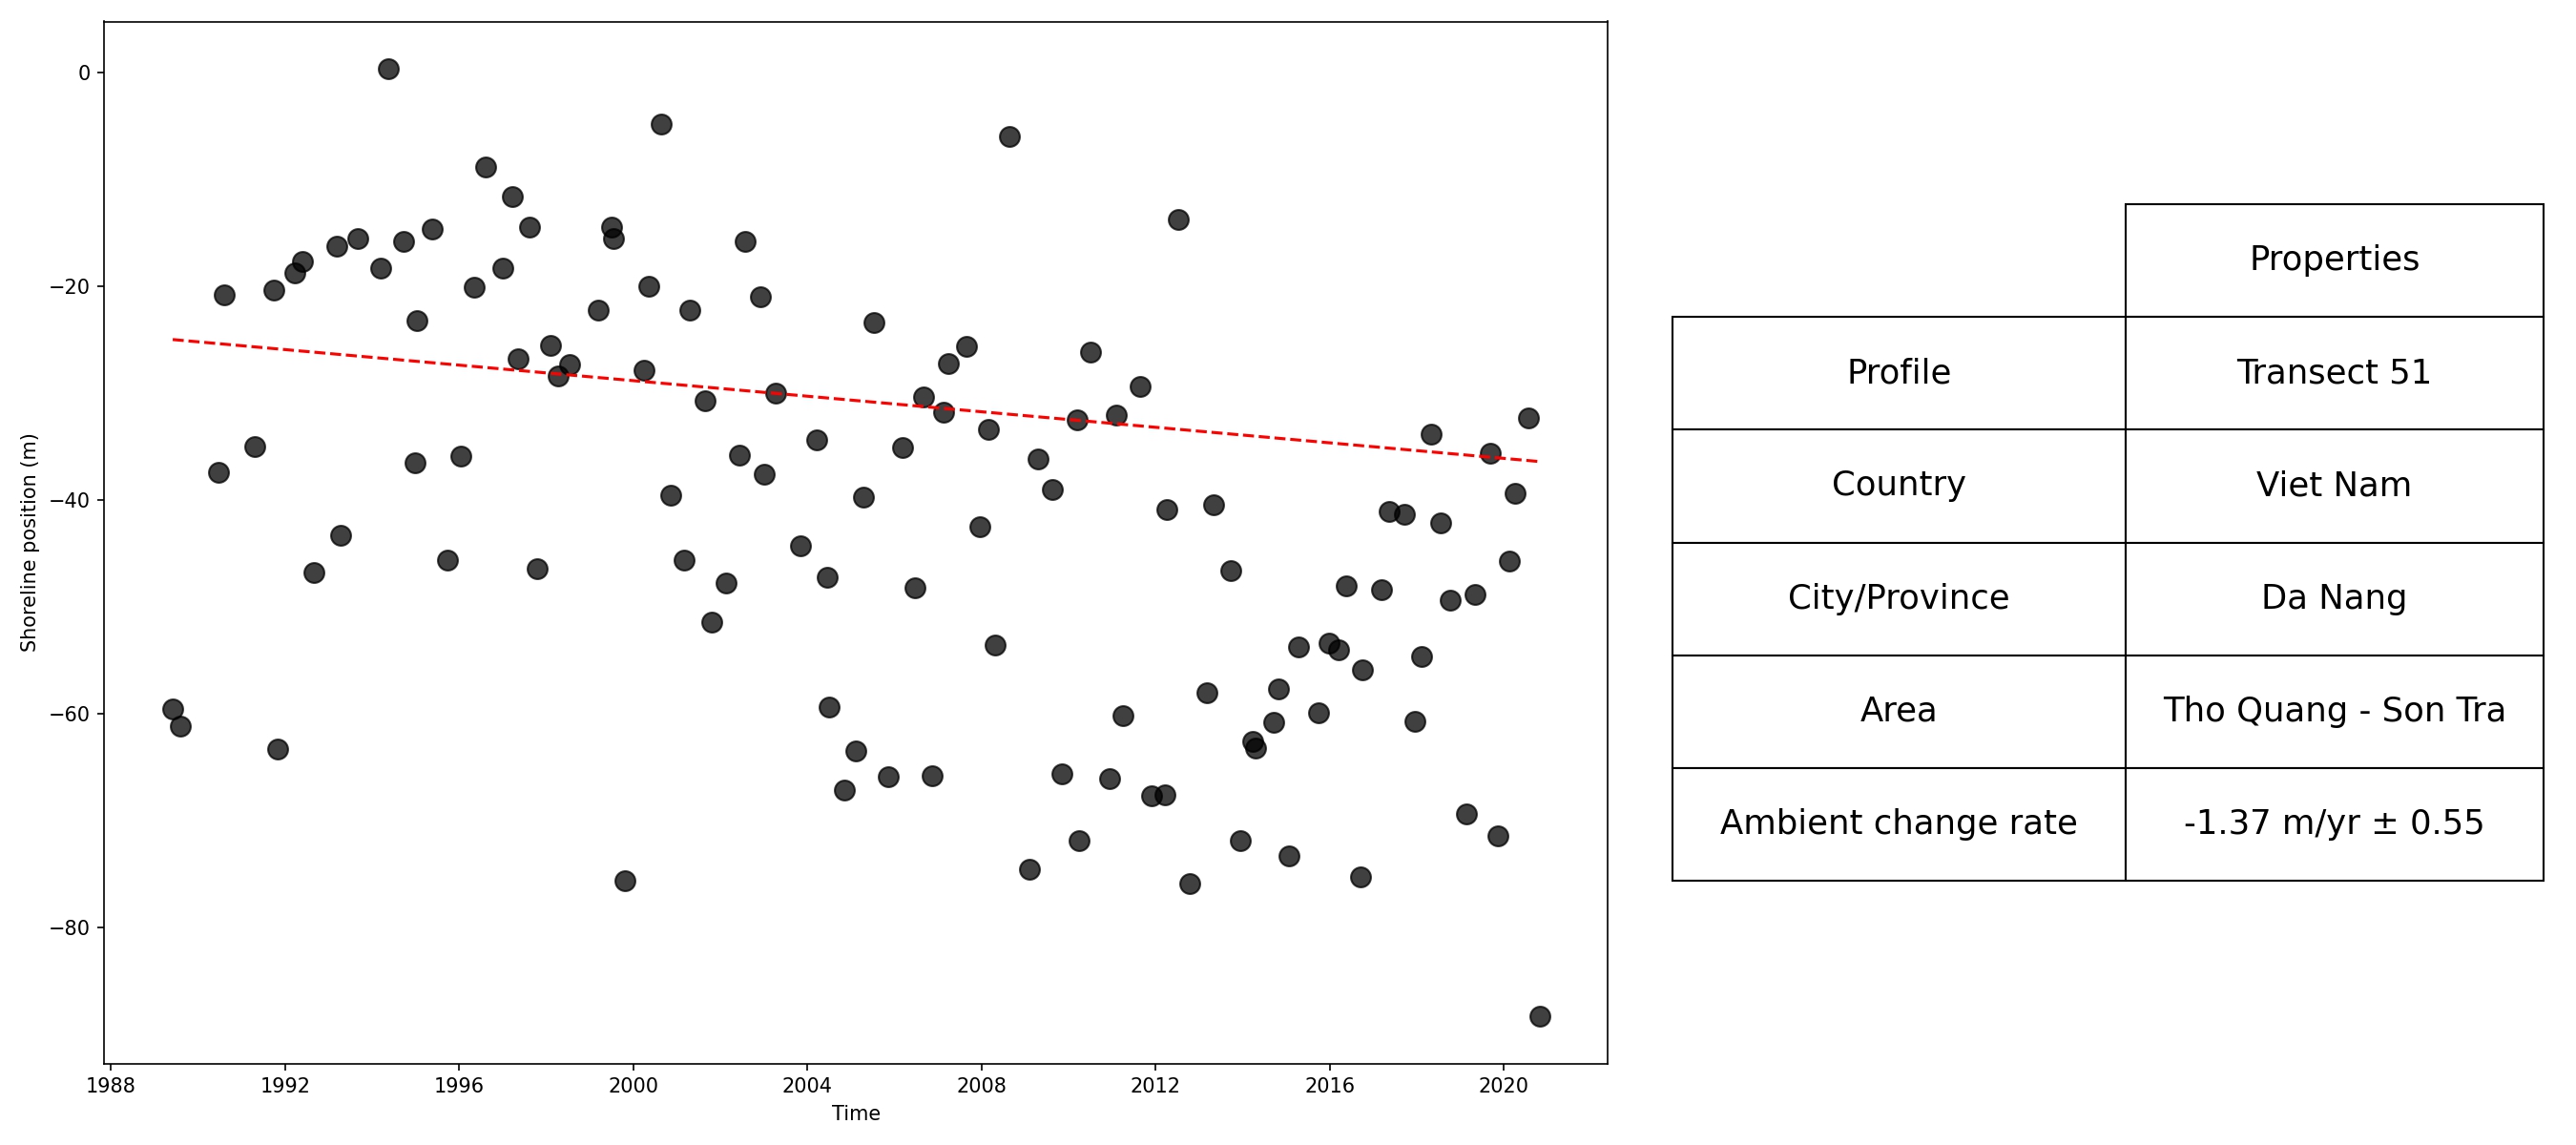 0
−20
−40
−60
−80
Shoreline position (m)
1988 1992 1996 2000 2004 2008 2012 2016 2020
Time
Properties
Profile Transect 51
Country Viet Nam
City/Province Da Nang
Area Tho Quang - Son Tra
Ambient change rate -1.37 m/yr ± 0.55